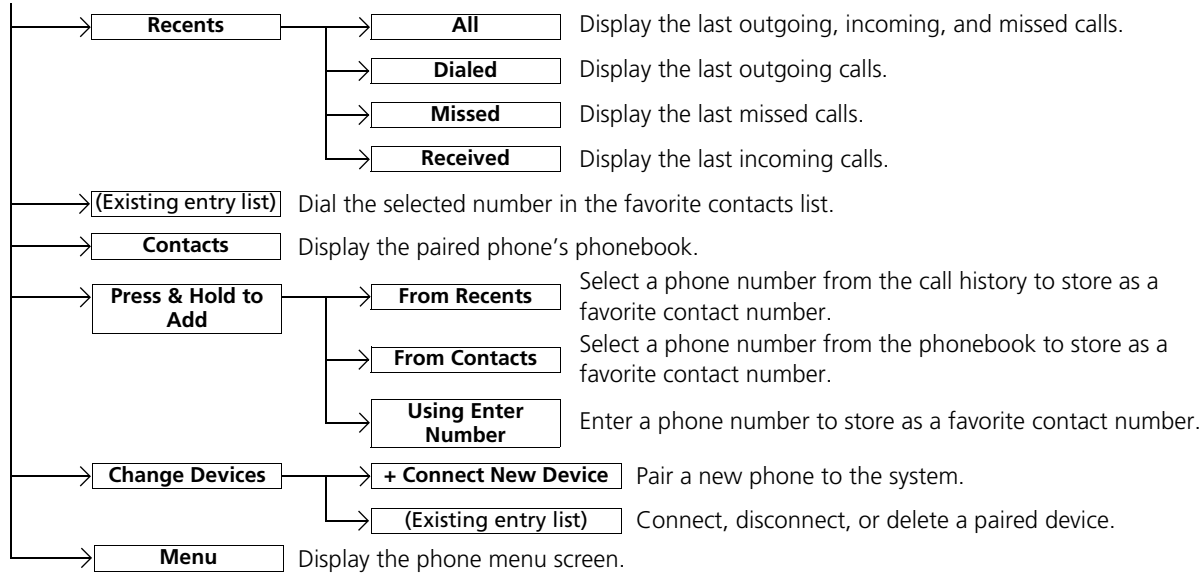 Recents
All
Display the last outgoing, incoming, and missed calls.
Dialed
Display the last outgoing calls.
Missed
Display the last missed calls.
Received
Display the last incoming calls.
(Existing entry list)
Dial the selected number in the favorite contacts list.
Contacts
Display the paired phone’s phonebook.
Press & Hold to
Add
From Recents
Select a phone number from the call history to store as a
favorite contact number.
From Contacts
Select a phone number from the phonebook to store as a
favorite contact number.
Using Enter
Number
Enter a phone number to store as a favorite contact number.
Change Devices
+ Connect New Device
Pair a new phone to the system.
(Existing entry list)
Connect, disconnect, or delete a paired device.
Menu
Display the phone menu screen.